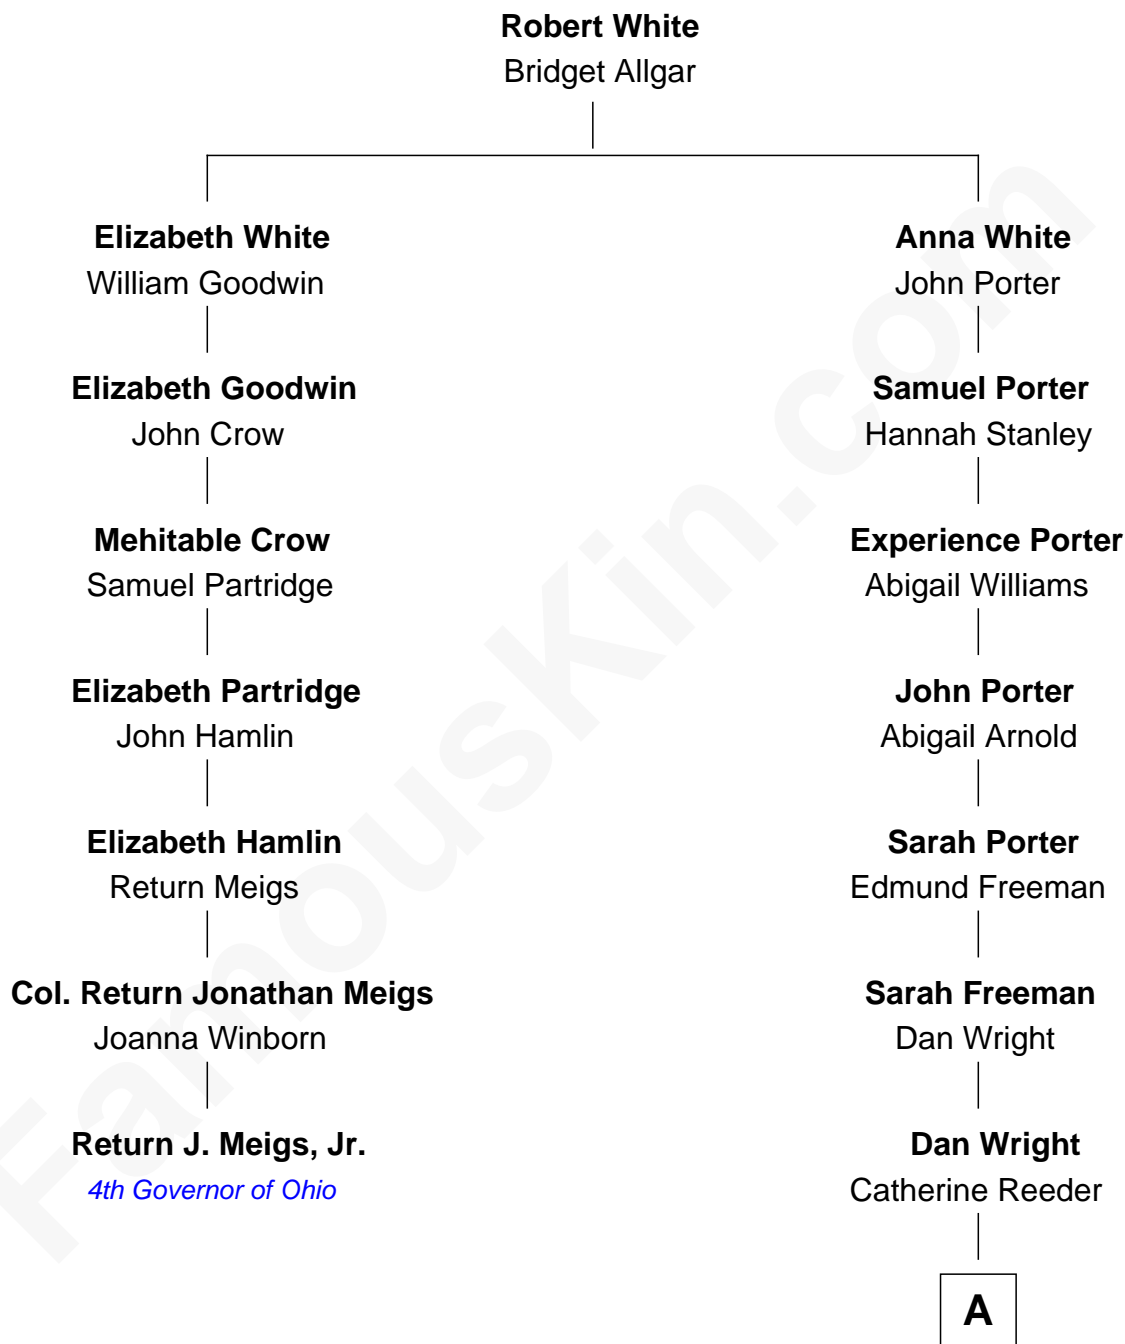 Robert White
Bridget Allgar
Elizabeth White
William Goodwin
Elizabeth Goodwin
John Crow
Mehitable Crow
Samuel Partridge
Elizabeth Partridge
John Hamlin
Elizabeth Hamlin
Return Meigs
Col. Return Jonathan Meigs
Joanna Winborn
Return J. Meigs, Jr.
4th Governor of Ohio
Anna White
John Porter
Samuel Porter
Hannah Stanley
Experience Porter
Abigail Williams
John Porter
Abigail Arnold
Sarah Porter
Edmund Freeman
Sarah Freeman
Dan Wright
Dan Wright
Catherine Reeder
A
FamousKin.com